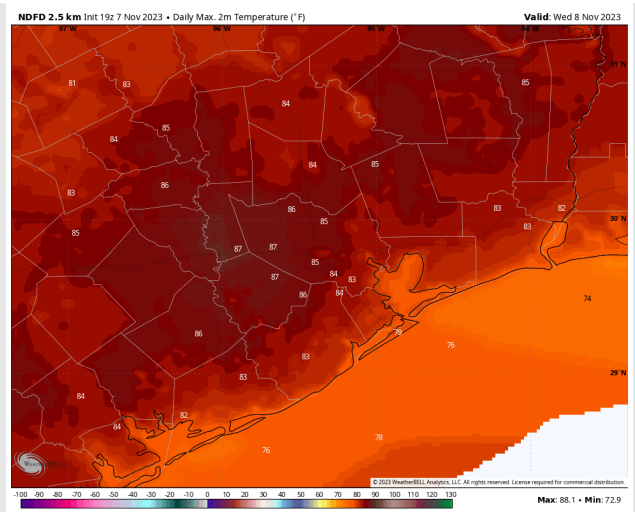 NDFD 2.5 km Init 19z 7 Nov 2023 • Daily Max. 2m Temperature (°F) Valid: Wed 8 Nov 2023
97°W 96°W 95°W 94°W
31°N
81 83 85
84
85
84
84 85
86
83
86 83 82
30°N
85 83
85
87 87
85
84 83
87
86 84
74
86 79
76
83
29°N
83
84
82
84
78
76
© 2023 WeatherBELL Analytics, LLC. All rights reserved. License required for commercial distribution.
-100 -90 -80 -70 -60 -50 -40 -30 -20 -10 0 10 20 30 40 50 60 70 80 90 100 110 120 130
Max: 88.1 • Min: 72.9